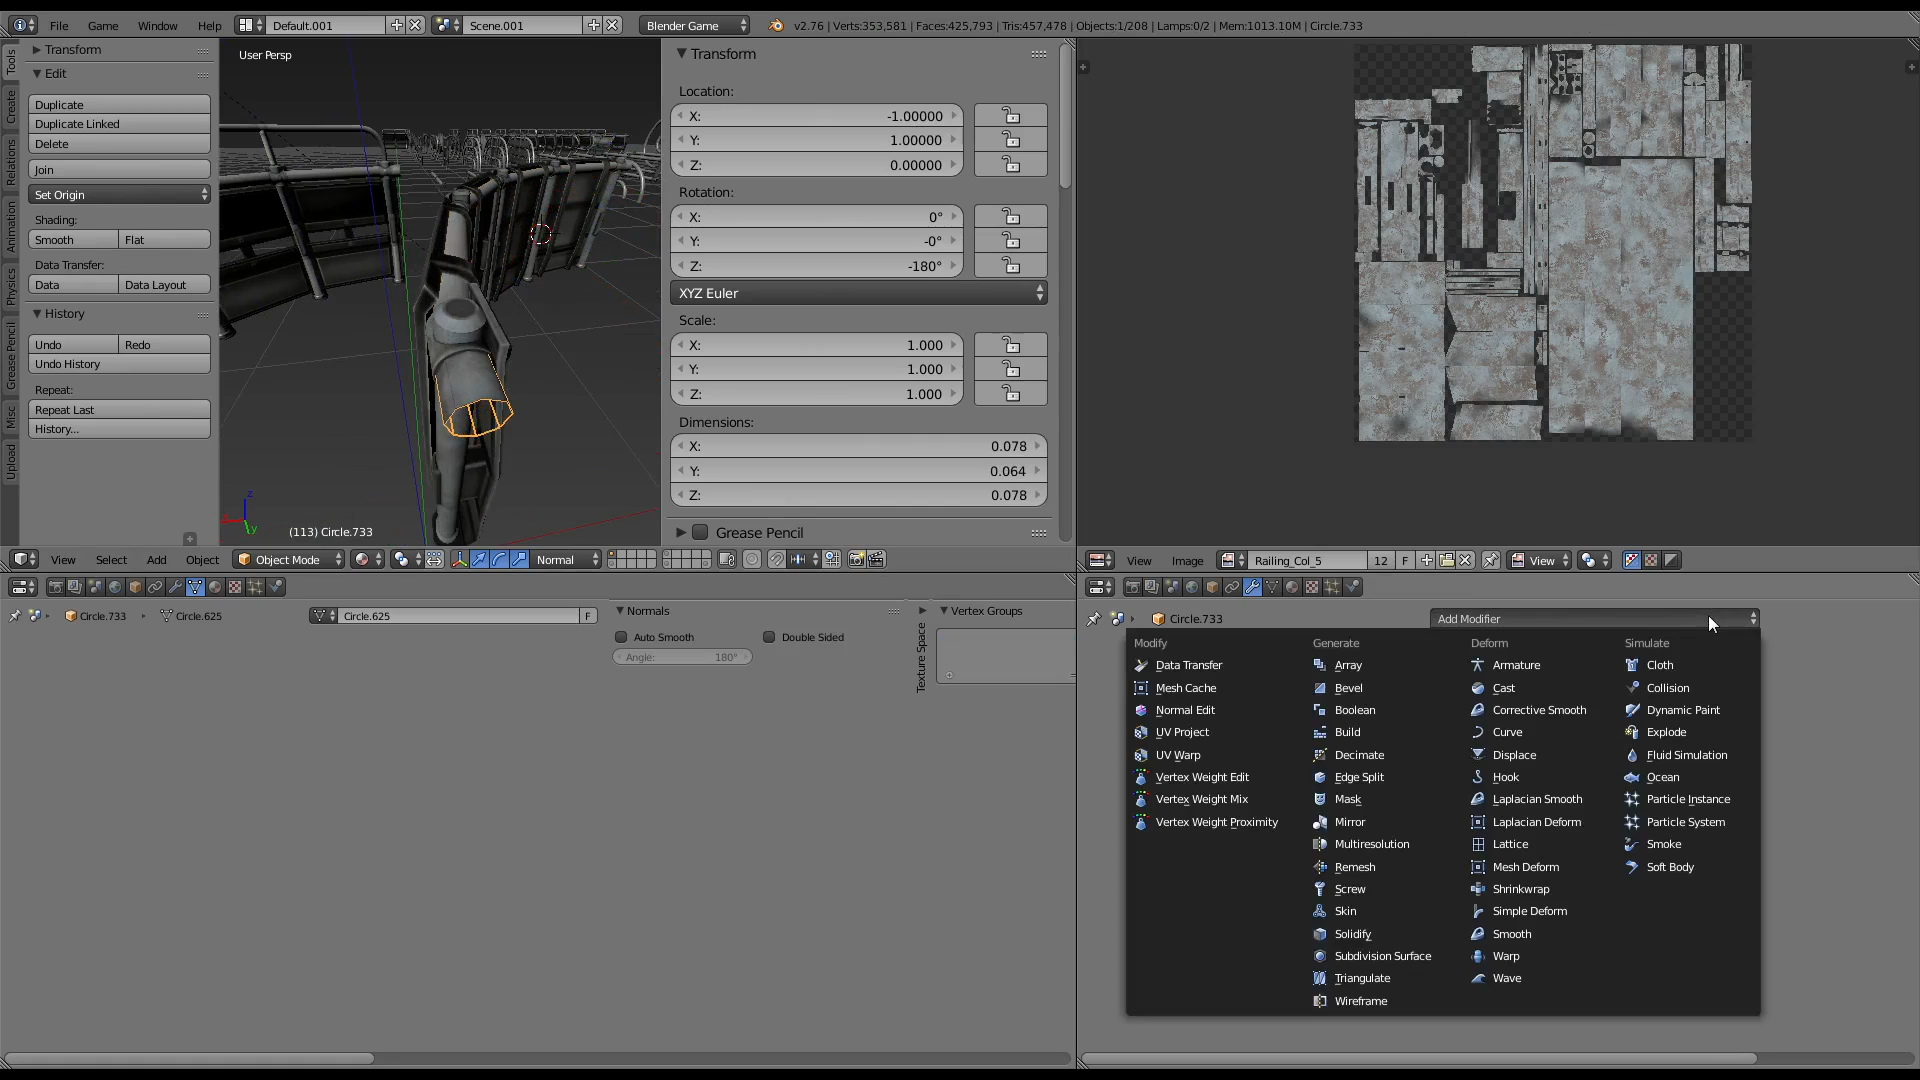 File Game Window Help Default.001 Scene.001 Blender Game v2.76 | Verts:353,581 | Faces:425,793 | Tris:457,478 | Objects:1/208 | Lamps:0/2 | Mem:1013.10M | Circle.733
Tools
Create
Relations
Animation
Physics
Grease Pencil
Misc
Upload
Transform
Edit
Duplicate
Duplicate Linked
Delete
Join
Set Origin
Shading:
Smooth Flat
Data Transfer:
Data Data Layout
History
Undo Redo
Undo History
Repeat:
Repeat Last
History...
User Persp
z
x
y
(113) Circle.733
Transform
Location:
X: -1.00000
Y: 1.00000
Z: 0.00000
Rotation:
X: 0°
Y: -0°
Z: -180°
XYZ Euler
Scale:
X: 1.000
Y: 1.000
Z: 1.000
Dimensions:
X: 0.078
Y: 0.064
Z: 0.078
Grease Pencil
View Select Add Object Object Mode Normal
View Image Railing_Col_5 12 F View
Circle.733 Circle.625 Circle.625 F
Normals
Auto Smooth Double Sided
Angle: 180°
Texture Space
Vertex Groups
Circle.733 Add Modifier
Modify
Data Transfer
Mesh Cache
Normal Edit
UV Project
UV Warp
Vertex Weight Edit
Vertex Weight Mix
Vertex Weight Proximity
Generate
Array
Bevel
Boolean
Build
Decimate
Edge Split
Mask
Mirror
Multiresolution
Remesh
Screw
Skin
Solidify
Subdivision Surface
Triangulate
Wireframe
Deform
Armature
Cast
Corrective Smooth
Curve
Displace
Hook
Laplacian Smooth
Laplacian Deform
Lattice
Mesh Deform
Shrinkwrap
Simple Deform
Smooth
Warp
Wave
Simulate
Cloth
Collision
Dynamic Paint
Explode
Fluid Simulation
Ocean
Particle Instance
Particle System
Smoke
Soft Body